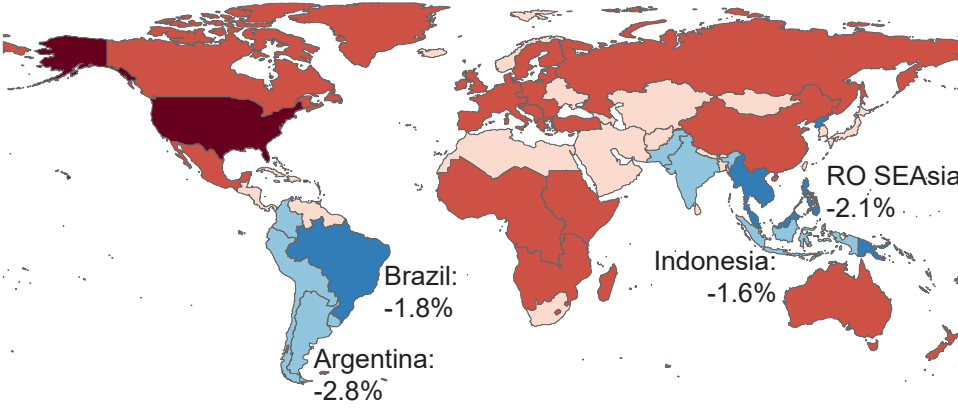 RO SEAsia
-2.1%
Brazil:
-1.8%
Indonesia:
-1.6%
Argentina:
-2.8%